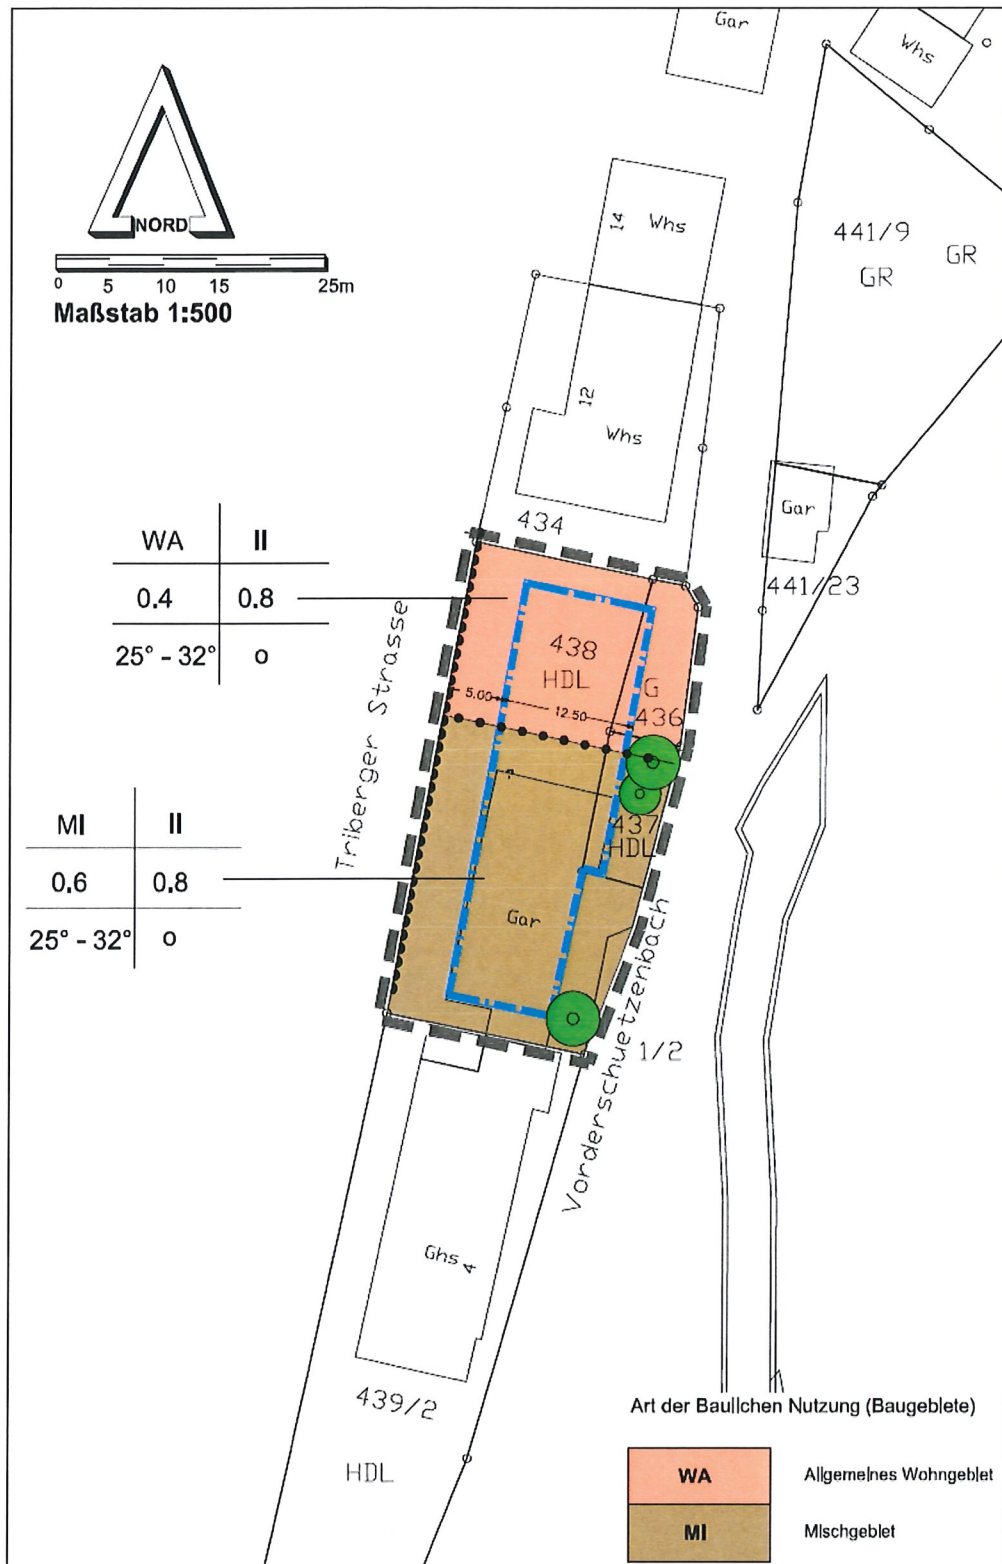 Gar
Whs
NORD
0 5 10 15 25m
Maßstab 1:500
14
Whs
441/9
GR
GR
12
Whs
Gar
434
441/23
WA II
0.4 0.8
25° - 32° o
Triberger Strasse
438
HDL
G
436
5.00
12.50
437
HDL
MI II
0.6 0.8
25° - 32° o
Gar
Vorderschuetzenbach
1/2
Ghs
4
439/2
HDL
Art der Baulichen Nutzung (Baugebiete)
WA Allgemeines Wohngebiet
MI Mischgebiet